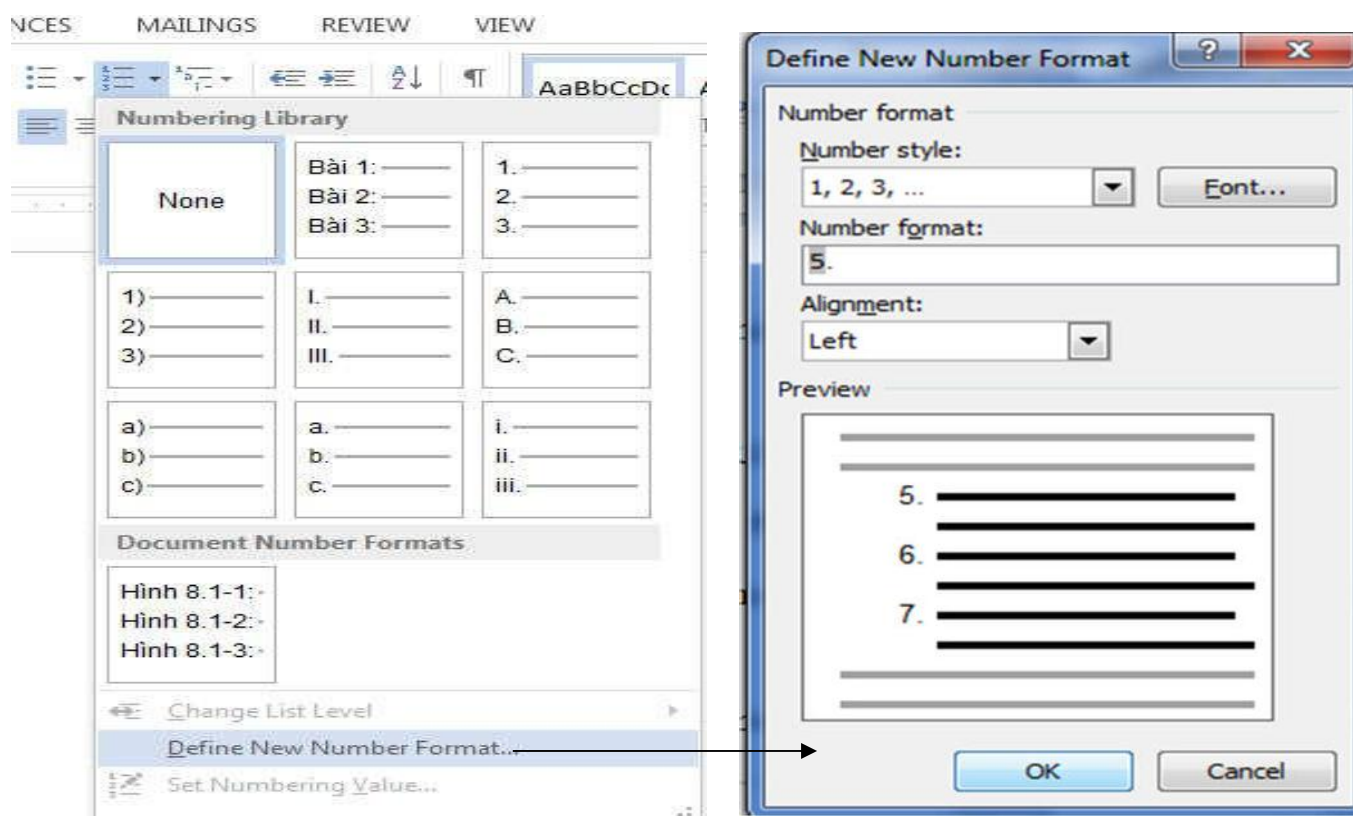 NCES MAILINGS REVIEW VIEW
AaBbCcDc
Numbering Library
None
Bài 1:
Bài 2:
Bài 3:
1.
2.
3.
1)
2)
3)
I.
II.
III.
A.
B.
C.
a)
b)
c)
a.
b.
c.
i.
ii.
iii.
Document Number Formats
Hình 8.1-1:
Hình 8.1-2:
Hình 8.1-3:
Change List Level
Define New Number Format...
Set Numbering Value...
Define New Number Format
Number format
Number style:
1, 2, 3, ...
Font...
Number format:
5.
Alignment:
Left
Preview
5.
6.
7.
OK Cancel